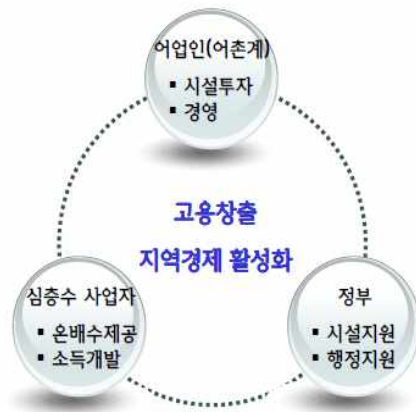 어업인(어촌계)
▪ 시설투자
▪ 경영
고용창출
지역경제 활성화
심층수 사업자
▪ 온배수제공
▪ 소득개발
정부
▪ 시설지원
▪ 행정지원